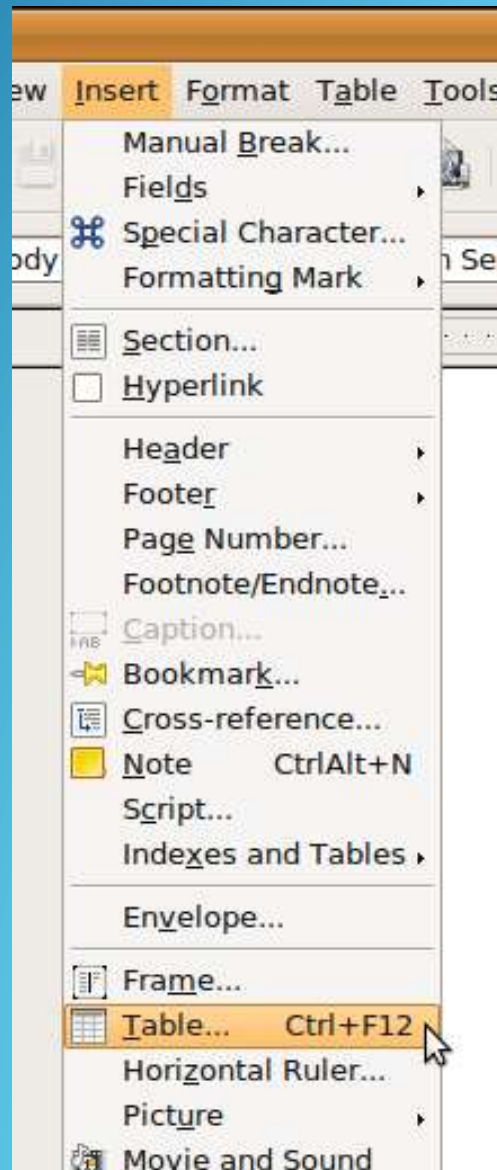 ew Insert Format Table Tools
Manual Break...
Fields
ody
Special Character...
n Se
Formatting Mark
Section...
Hyperlink
Header
Footer
Page Number...
Footnote/Endnote...
Caption...
Bookmark...
Cross-reference...
Note CtrlAlt+N
Script...
Indexes and Tables
Envelope...
Frame...
Table... Ctrl+F12
Horizontal Ruler...
Picture
Movie and Sound